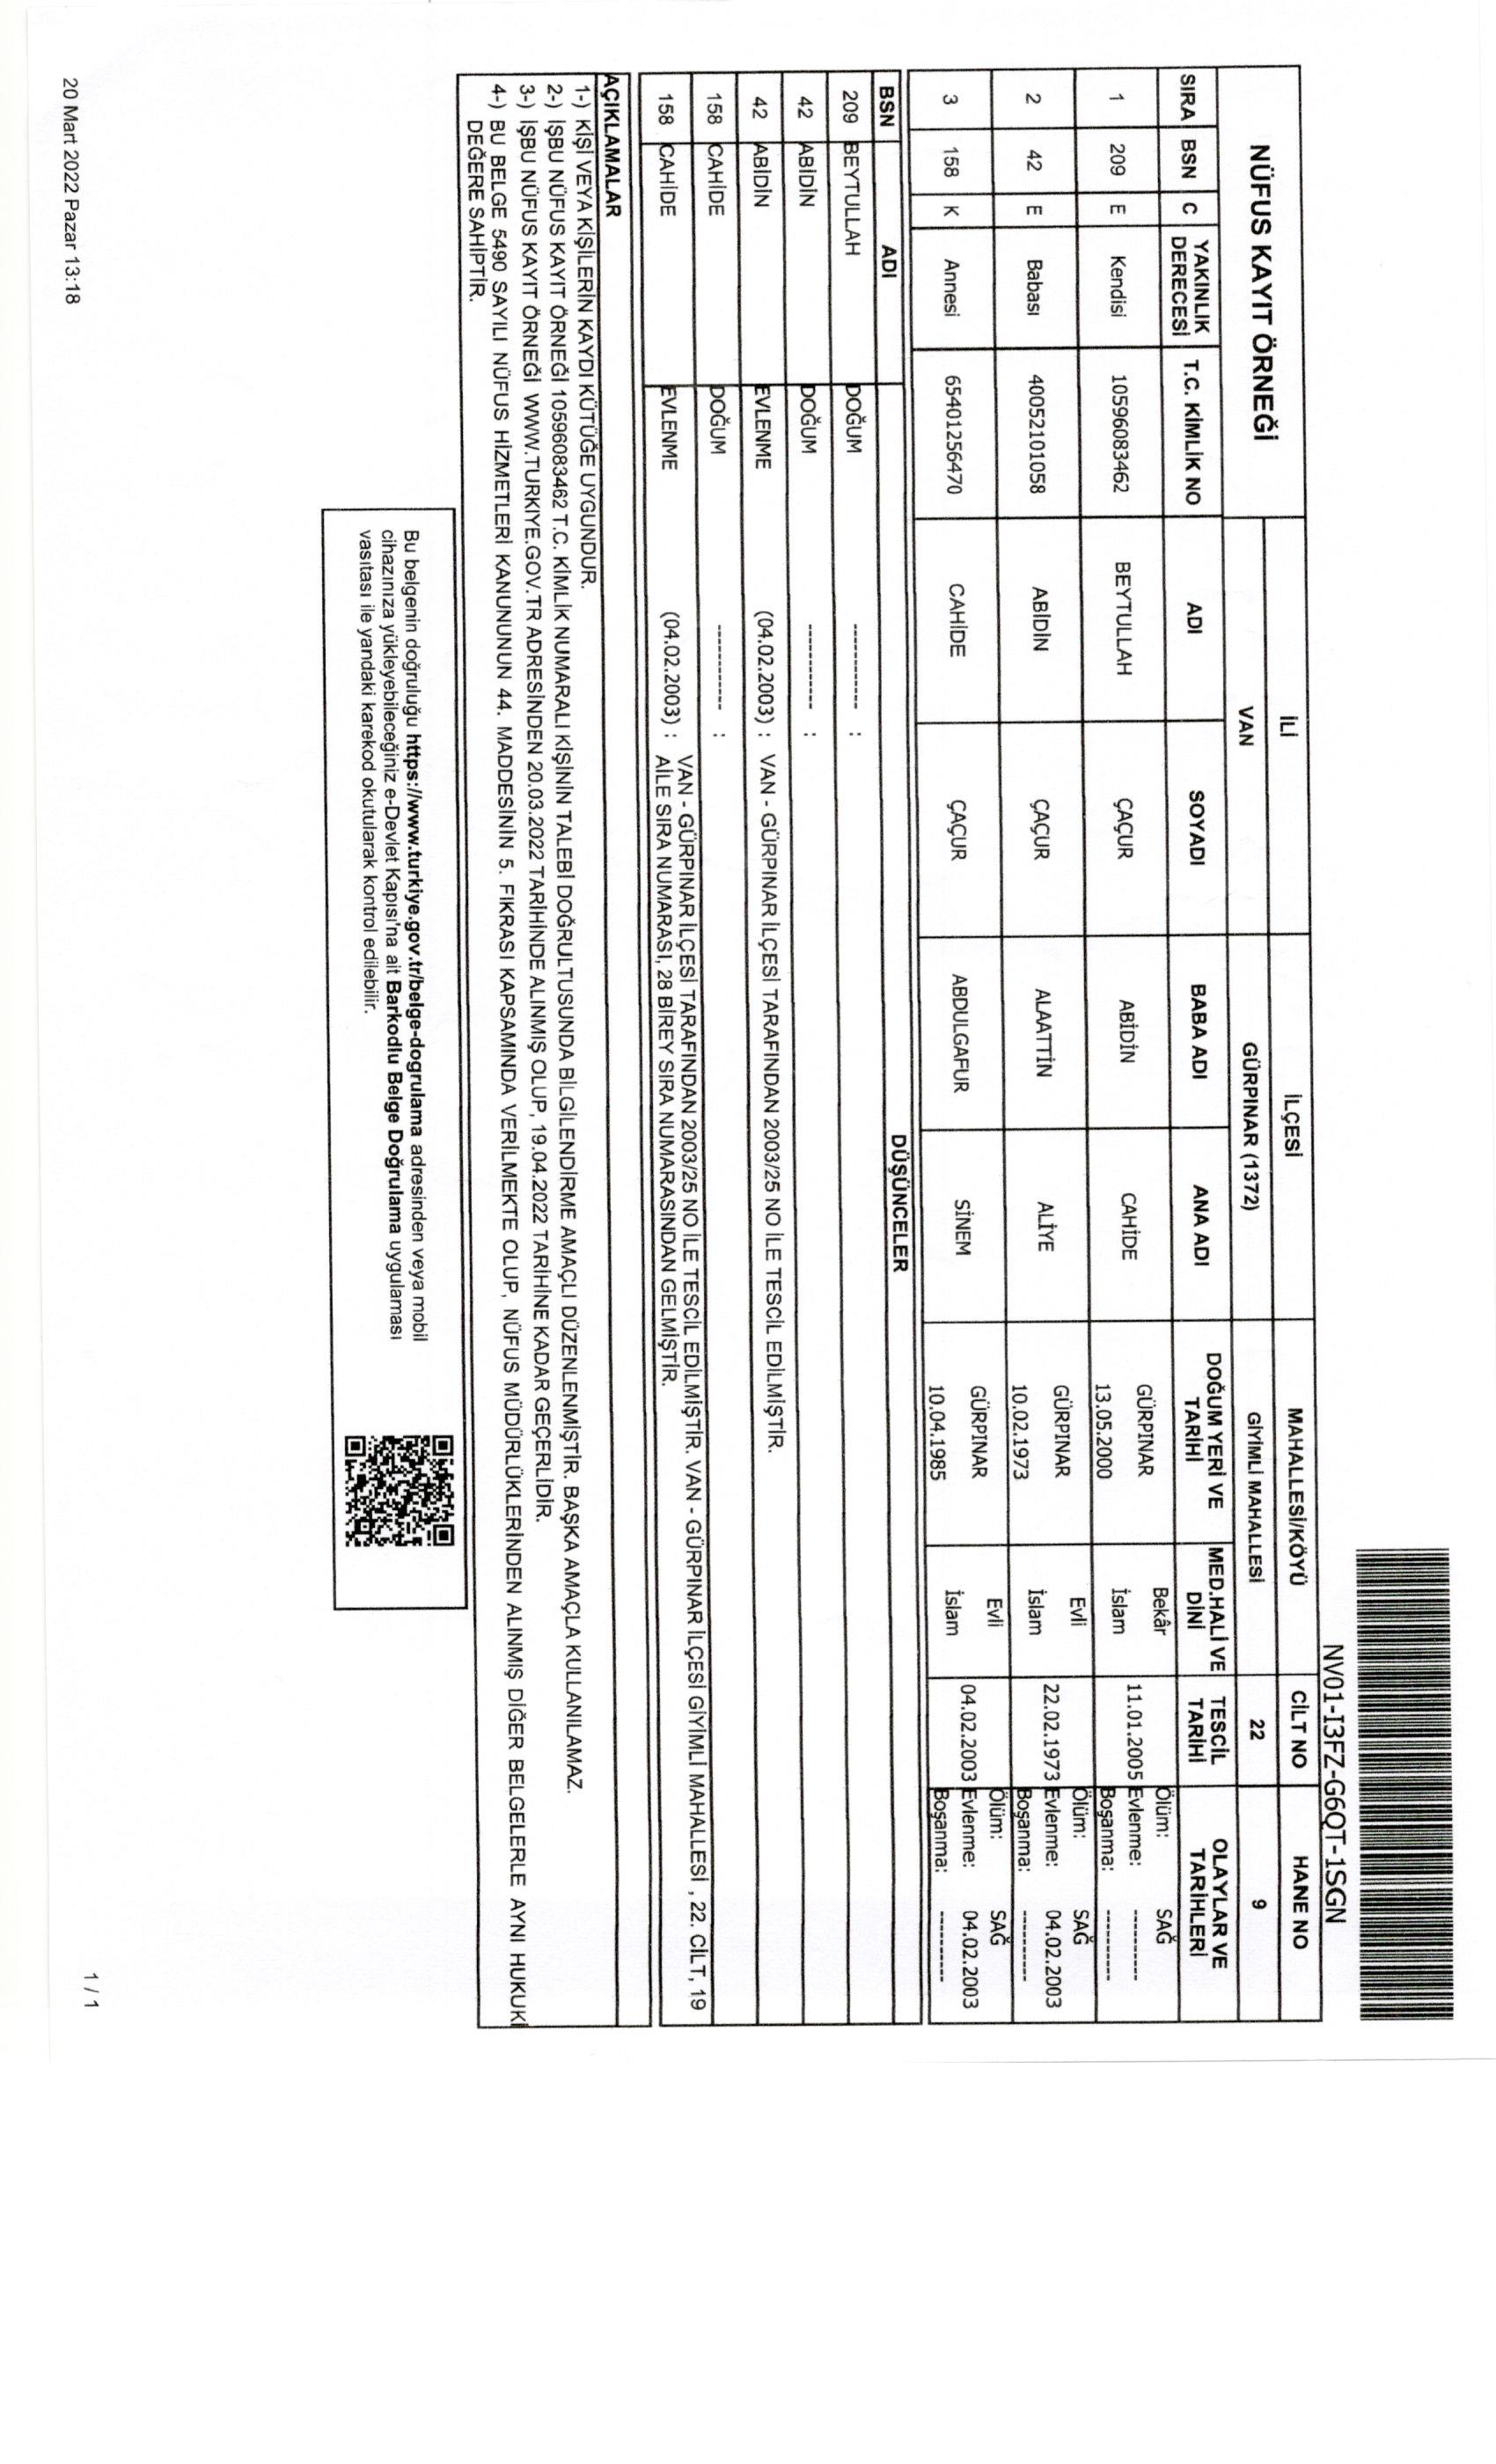 NV01-I3FZ-G6QT-1SGN
NÜFUS KAYIT ÖRNEĞİ
İLİ İLÇESİ MAHALLESİ/KÖYÜ CİLT NO HANE NO
VAN GÜRPINAR (1372) GİYİMLİ MAHALLESİ 22 9
SIRA BSN C YAKINLIK DERECESİ T.C. KİMLİK NO ADI SOYADI BABA ADI ANA ADI DOĞUM YERİ VE TARİHİ MED.HALİ VE DİNİ TESCİL TARİHİ OLAYLAR VE TARİHLERİ
1 209 E Kendisi 10596083462 BEYTULLAH ÇAÇUR ABİDİN CAHİDE GÜRPINAR 13.05.2000 Bekâr İslam 11.01.2005 Ölüm: SAĞ Evlenme: ---------- Boşanma: ----------
2 42 E Babası 40052101058 ABİDİN ÇAÇUR ALAATTİN ALİYE GÜRPINAR 10.02.1973 Evli İslam 22.02.1973 Ölüm: SAĞ Evlenme: 04.02.2003 Boşanma: ----------
3 158 K Annesi 65401256470 CAHİDE ÇAÇUR ABDULGAFUR SİNEM GÜRPINAR 10.04.1985 Evli İslam 04.02.2003 Ölüm: SAĞ Evlenme: 04.02.2003 Boşanma: ----------
BSN ADI DÜŞÜNCELER
209 BEYTULLAH DOĞUM ----------- :
42 ABİDİN DOĞUM ----------- :
42 ABİDİN EVLENME (04.02.2003) : VAN - GÜRPINAR İLÇESİ TARAFINDAN 2003/25 NO İLE TESCİL EDİLMİŞTİR.
158 CAHİDE DOĞUM ----------- :
158 CAHİDE EVLENME (04.02.2003) : VAN - GÜRPINAR İLÇESİ TARAFINDAN 2003/25 NO İLE TESCİL EDİLMİŞTİR. VAN - GÜRPINAR İLÇESİ GİYİMLİ MAHALLESİ , 22. CİLT, 19
AİLE SIRA NUMARASI, 28 BİREY SIRA NUMARASINDAN GELMİŞTİR.
AÇIKLAMALAR
1-) KİŞİ VEYA KİŞİLERİN KAYDI KÜTÜĞE UYGUNDUR.
2-) İŞBU NÜFUS KAYIT ÖRNEĞİ 10596083462 T.C. KİMLİK NUMARALI KİŞİNİN TALEBİ DOĞRULTUSUNDA BİLGİLENDİRME AMAÇLI DÜZENLENMİŞTİR. BAŞKA AMAÇLA KULLANILAMAZ.
3-) İŞBU NÜFUS KAYIT ÖRNEĞİ WWW.TURKIYE.GOV.TR ADRESİNDEN 20.03.2022 TARİHİNDE ALINMIŞ OLUP, 19.04.2022 TARİHİNE KADAR GEÇERLİDİR.
4-) BU BELGE 5490 SAYILI NÜFUS HİZMETLERİ KANUNUNUN 44. MADDESİNİN 5. FIKRASI KAPSAMINDA VERİLMEKTE OLUP, NÜFUS MÜDÜRLÜKLERİNDEN ALINMIŞ DİĞER BELGELERLE AYNI HUKUKİ
DEĞERE SAHİPTİR.
Bu belgenin doğruluğu https://www.turkiye.gov.tr/belge-dogrulama adresinden veya mobil
cihazınıza yükleyebileceğiniz e-Devlet Kapısı'na ait Barkodlu Belge Doğrulama uygulaması
vasıtası ile yandaki karekod okutularak kontrol edilebilir.
20 Mart 2022 Pazar 13:18
1 / 1